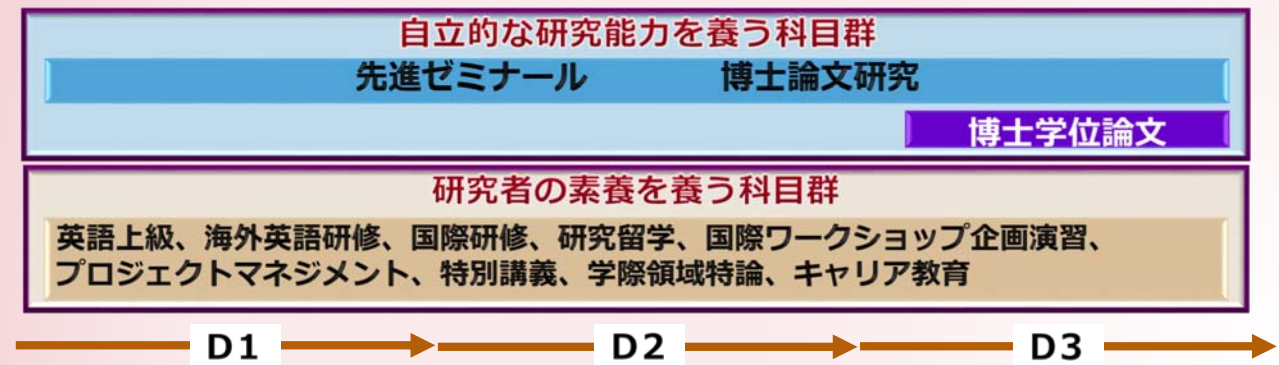 自立的な研究能力を養う科目群
先進ゼミナール 博士論文研究
博士学位論文
研究者の素養を養う科目群
英語上級、海外英語研修、国際研修、研究留学、国際ワークショップ企画演習、
プロジェクトマネジメント、特別講義、学際領域特論、キャリア教育
D1 D2 D3